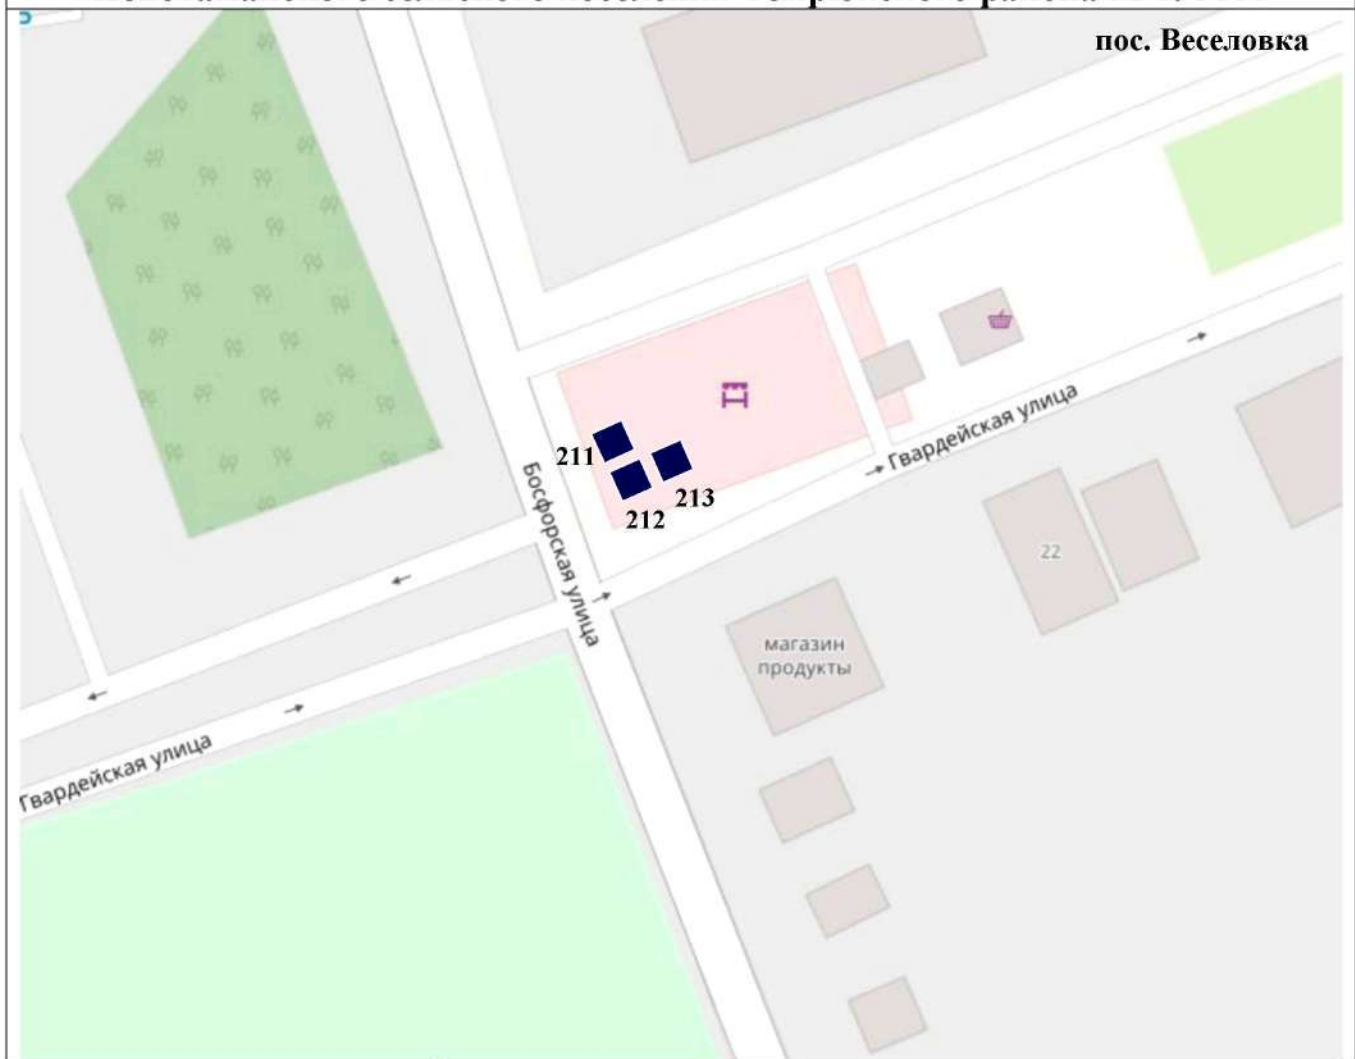 пос. Веселовка
211
213
212
Босфорская улица
Гвардейская улица
22
магазин
продукты
Гвардейская улица